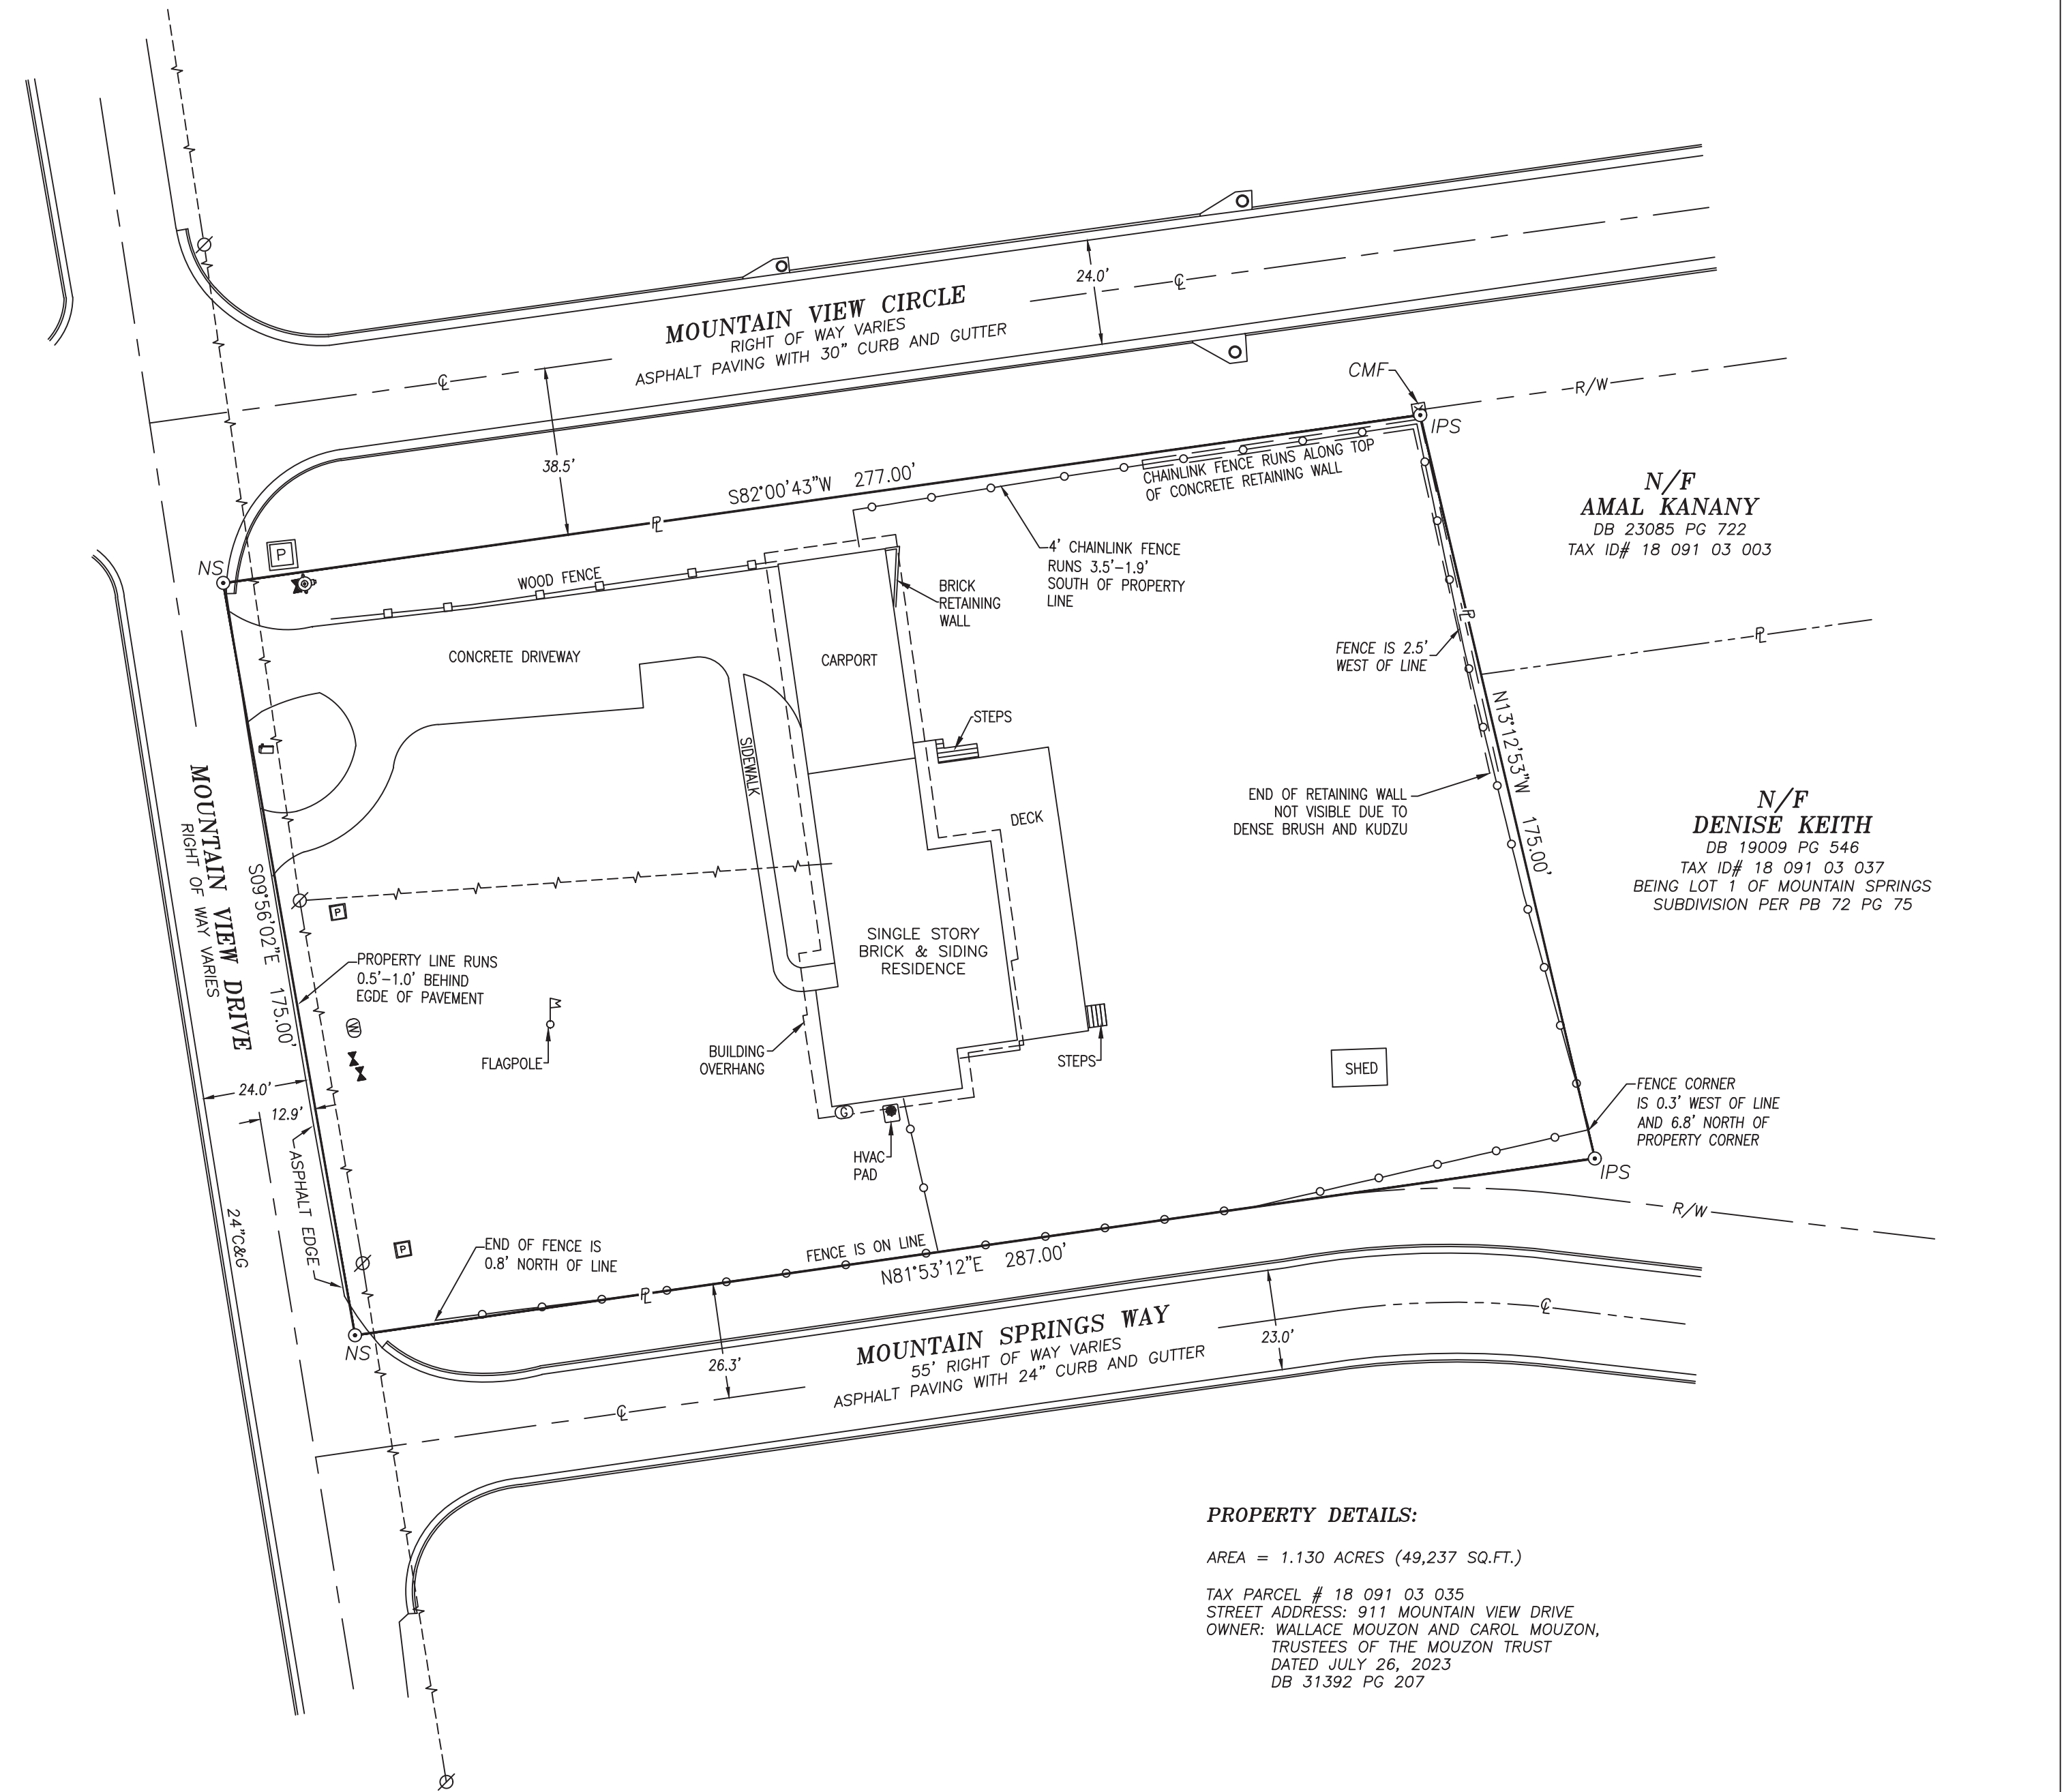 MOUNTAIN VIEW CIRCLE
RIGHT OF WAY VARIES
ASPHALT PAVING WITH 30" CURB AND GUTTER
24.0'
℄
℄
38.5'
CMF
IPS
R/W
S82°00'43"W 277.00'
℄
CHAINLINK FENCE RUNS ALONG TOP
OF CONCRETE RETAINING WALL
N/F
AMAL KANANY
DB 23085 PG 722
TAX ID# 18 091 03 003
NS
P
WOOD FENCE
4' CHAINLINK FENCE
RUNS 3.5'-1.9'
SOUTH OF PROPERTY
LINE
BRICK
RETAINING
WALL
CONCRETE DRIVEWAY
CARPORT
FENCE IS 2.5'
WEST OF LINE
PL
PL
N13°12'53"W 175.00'
STEPS
SIDEWALK
DECK
END OF RETAINING WALL
NOT VISIBLE DUE TO
DENSE BRUSH AND KUDZU
N/F
DENISE KEITH
DB 19009 PG 546
TAX ID# 18 091 03 037
BEING LOT 1 OF MOUNTAIN SPRINGS
SUBDIVISION PER PB 72 PG 75
MOUNTAIN VIEW DRIVE
RIGHT OF WAY VARIES
S09°56'02"E 175.00'
P
SINGLE STORY
BRICK & SIDING
RESIDENCE
PROPERTY LINE RUNS
0.5'-1.0' BEHIND
EGDE OF PAVEMENT
W
FLAGPOLE
BUILDING
OVERHANG
STEPS
SHED
24.0'
12.9'
ASPHALT EDGE
24"C&G
G
HVAC
PAD
FENCE CORNER
IS 0.3' WEST OF LINE
AND 6.8' NORTH OF
PROPERTY CORNER
IPS
R/W
P
END OF FENCE IS
0.8' NORTH OF LINE
FENCE IS ON LINE
N81°53'12"E 287.00'
PL
NS
26.3'
MOUNTAIN SPRINGS WAY
55' RIGHT OF WAY VARIES
ASPHALT PAVING WITH 24" CURB AND GUTTER
23.0'
℄
℄
PROPERTY DETAILS:
AREA = 1.130 ACRES (49,237 SQ.FT.)
TAX PARCEL # 18 091 03 035
STREET ADDRESS: 911 MOUNTAIN VIEW DRIVE
OWNER: WALLACE MOUZON AND CAROL MOUZON,
TRUSTEES OF THE MOUZON TRUST
DATED JULY 26, 2023
DB 31392 PG 207